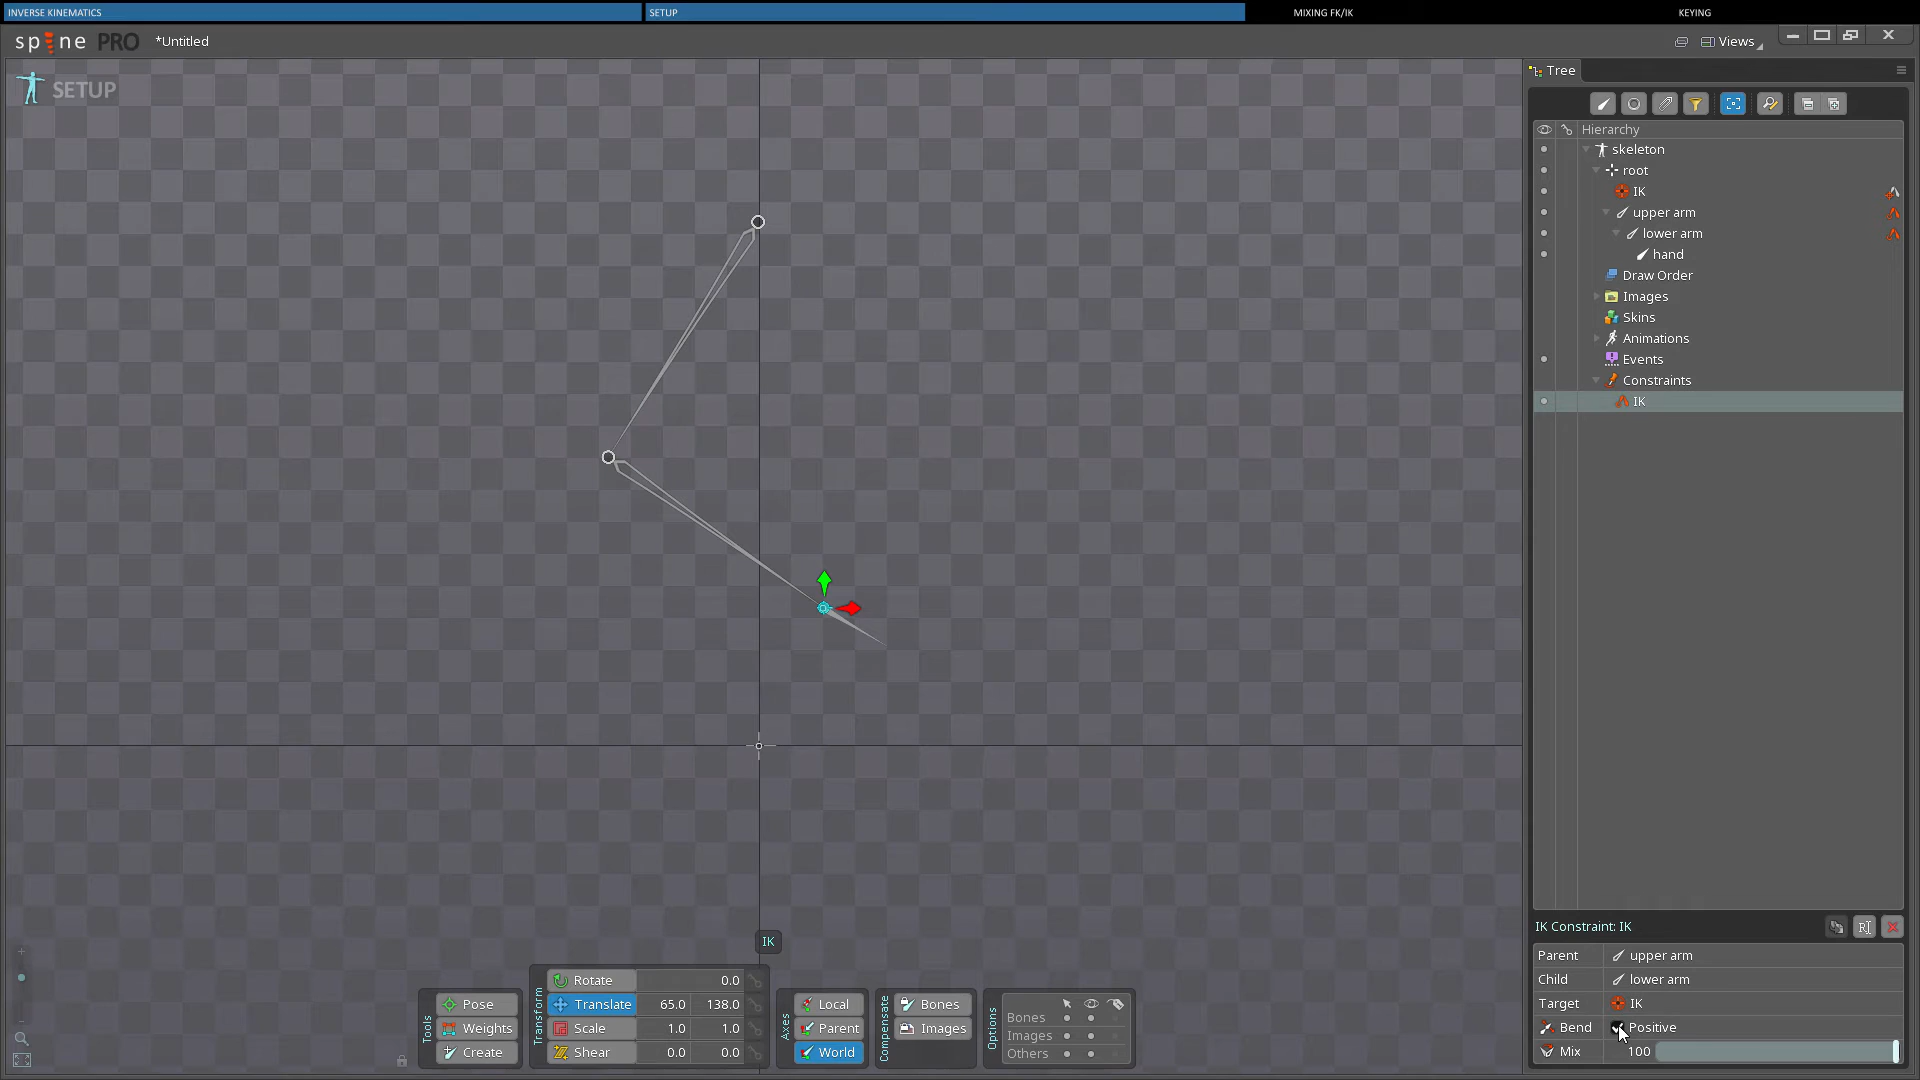 INVERSE KINEMATICS SETUP MIXING FK/IK KEYING
spine PRO *Untitled Views
SETUP
Tree
Hierarchy
skeleton
root
IK
upper arm
lower arm
hand
Draw Order
Images
Skins
Animations
Events
Constraints
IK
IK Constraint: IK
Parent upper arm
Child lower arm
Target IK
Bend Positive
Mix 100
IK
Tools
Pose
Weights
Create
Transform
Rotate 0.0
Translate 65.0 138.0
Scale 1.0 1.0
Shear 0.0 0.0
Axes
Local
Parent
World
Compensate
Bones
Images
Options
Bones
Images
Others